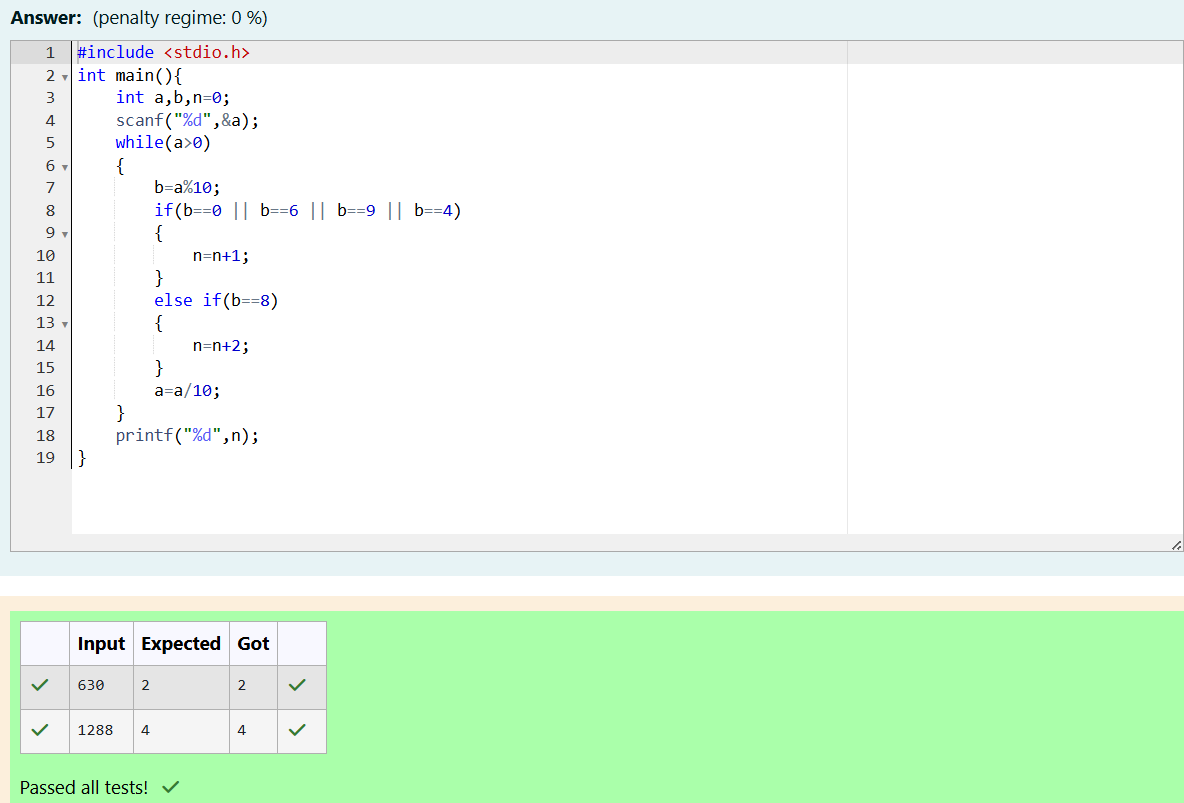 Answer: (penalty regime: 0 %)
1 #include <stdio.h>
2 int main(){
3     int a,b,n=0;
4     scanf("%d",&a);
5     while(a>0)
6     {
7         b=a%10;
8         if(b==0 || b==6 || b==9 || b==4)
9         {
10             n=n+1;
11         }
12         else if(b==8)
13         {
14             n=n+2;
15         }
16         a=a/10;
17     }
18     printf("%d",n);
19 }
Input Expected Got
630 2 2
1288 4 4
Passed all tests!